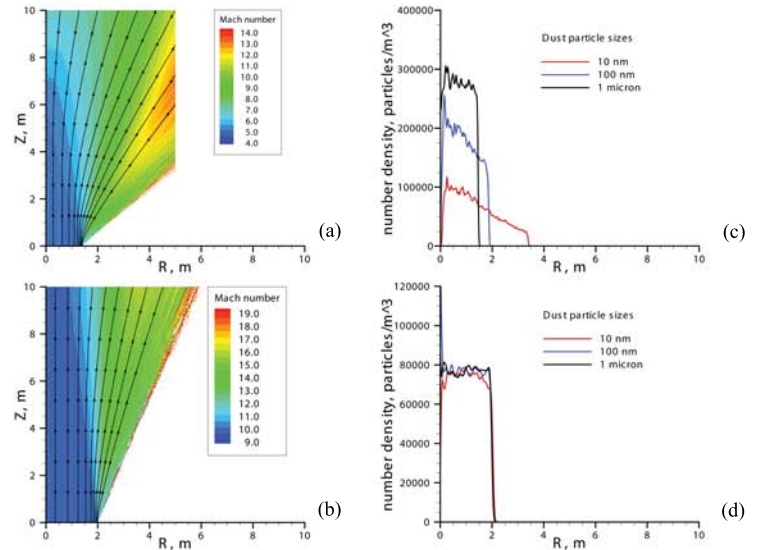 Mach number
14.0
13.0
12.0
11.0
10.0
9.0
8.0
7.0
6.0
5.0
4.0
Z, m
10
8
6
4
2
0
0 2 4 6 8 10
R, m
(a)
Dust particle sizes
10 nm
100 nm
1 micron
number density, particles/m^3
400000
300000
200000
100000
0
0 2 4 6 8 10
R, m
(c)
Mach number
19.0
18.0
17.0
16.0
15.0
14.0
13.0
12.0
11.0
10.0
9.0
Z, m
10
8
6
4
2
0
0 2 4 6 8 10
R, m
(b)
Dust particle sizes
10 nm
100 nm
1 micron
number density, particles/m^3
120000
100000
80000
60000
40000
20000
0
0 2 4 6 8 10
R, m
(d)